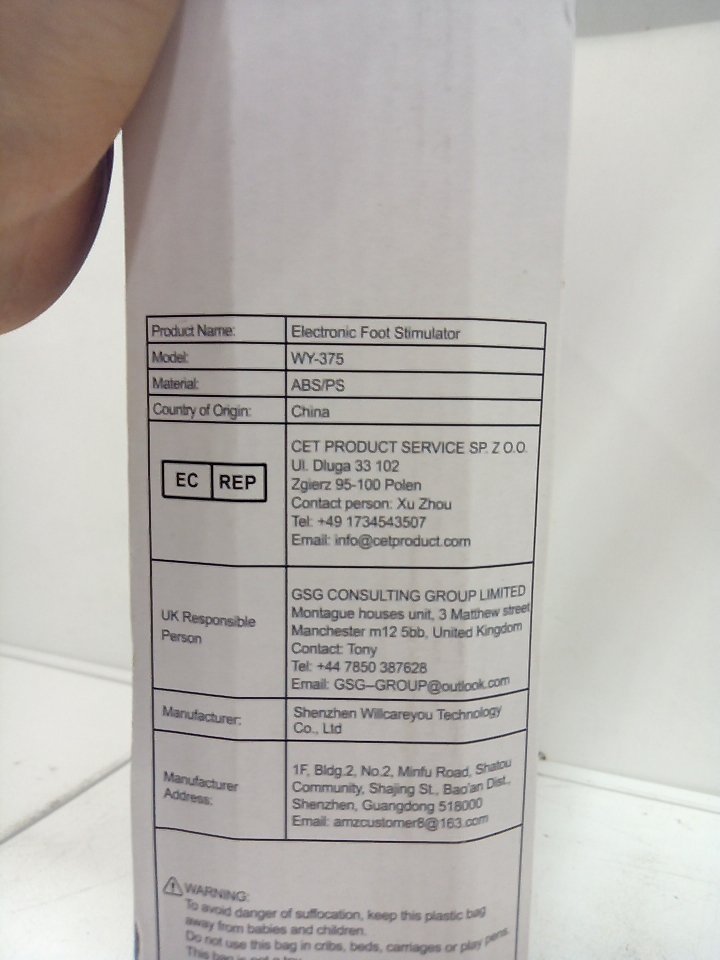 Product Name: Electronic Foot Stimulator
Model: WY-375
Material: ABS/PS
Country of Origin: China
EC REP
CET PRODUCT SERVICE SP. Z O.O.
Ul. Dluga 33 102
Zgierz 95-100 Polen
Contact person: Xu Zhou
Tel: +49 1734543507
Email: info@cetproduct.com
UK Responsible
Person
GSG CONSULTING GROUP LIMITED
Montague houses unit, 3 Matthew street
Manchester m12 5bb, United Kingdom
Contact: Tony
Tel: +44 7850 387628
Email: GSG-GROUP@outlook.com
Manufacturer: Shenzhen Willcareyou Technology
Co., Ltd
Manufacturer
Address:
1F, Bldg.2, No.2, Minfu Road, Shatou
Community, Shajing St., Bao'an Dist.,
Shenzhen, Guangdong 518000
Email: amzcustomer8@163.com
WARNING:
To avoid danger of suffocation, keep this plastic bag
away from babies and children.
Do not use this bag in cribs, beds, carriages or play pens.
This bag is not a